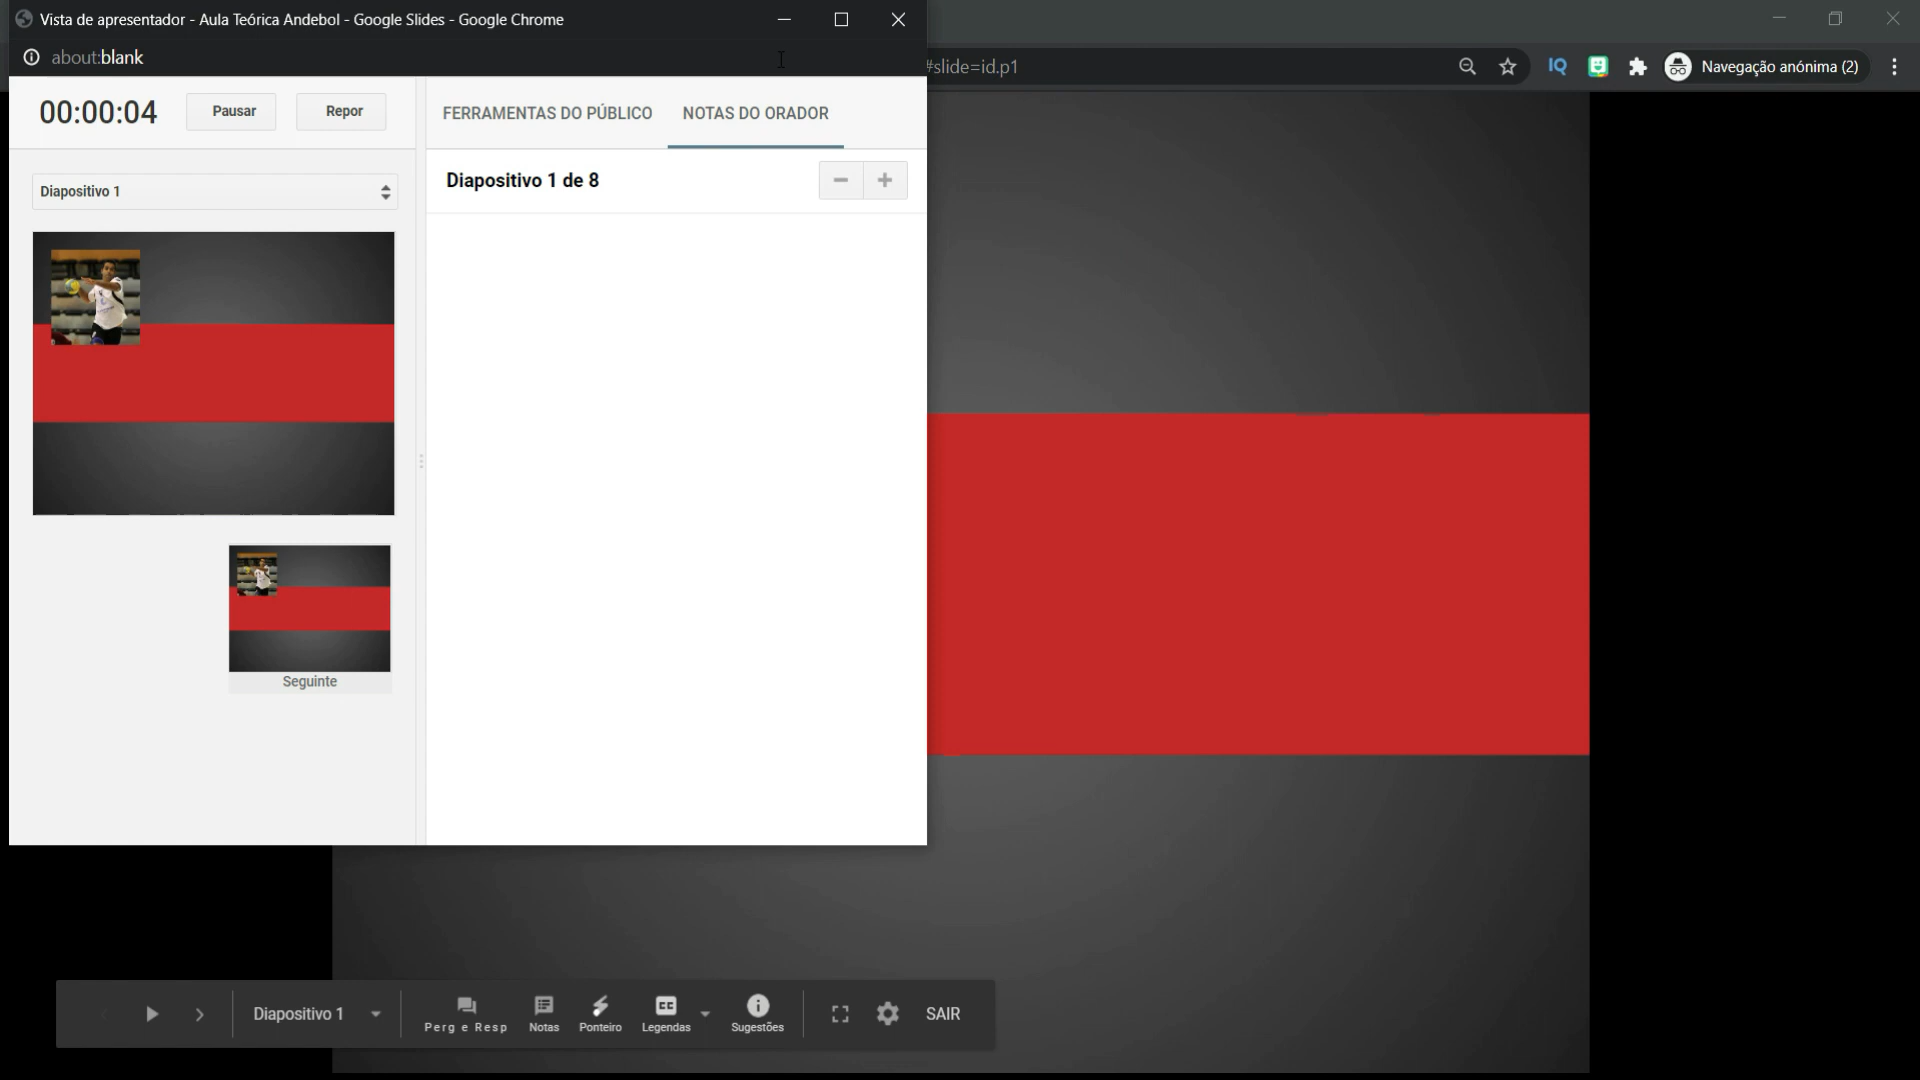 Vista de apresentador - Aula Teórica Andebol - Google Slides - Google Chrome
about:blank
#slide=id.p1
IQ
Navegação anónima (2)
00:00:04
Pausar
Repor
FERRAMENTAS DO PÚBLICO
NOTAS DO ORADOR
Diapositivo 1
Diapositivo 1 de 8
Seguinte
Diapositivo 1
Perg e Resp
Notas
Ponteiro
CC
Legendas
Sugestões
SAIR